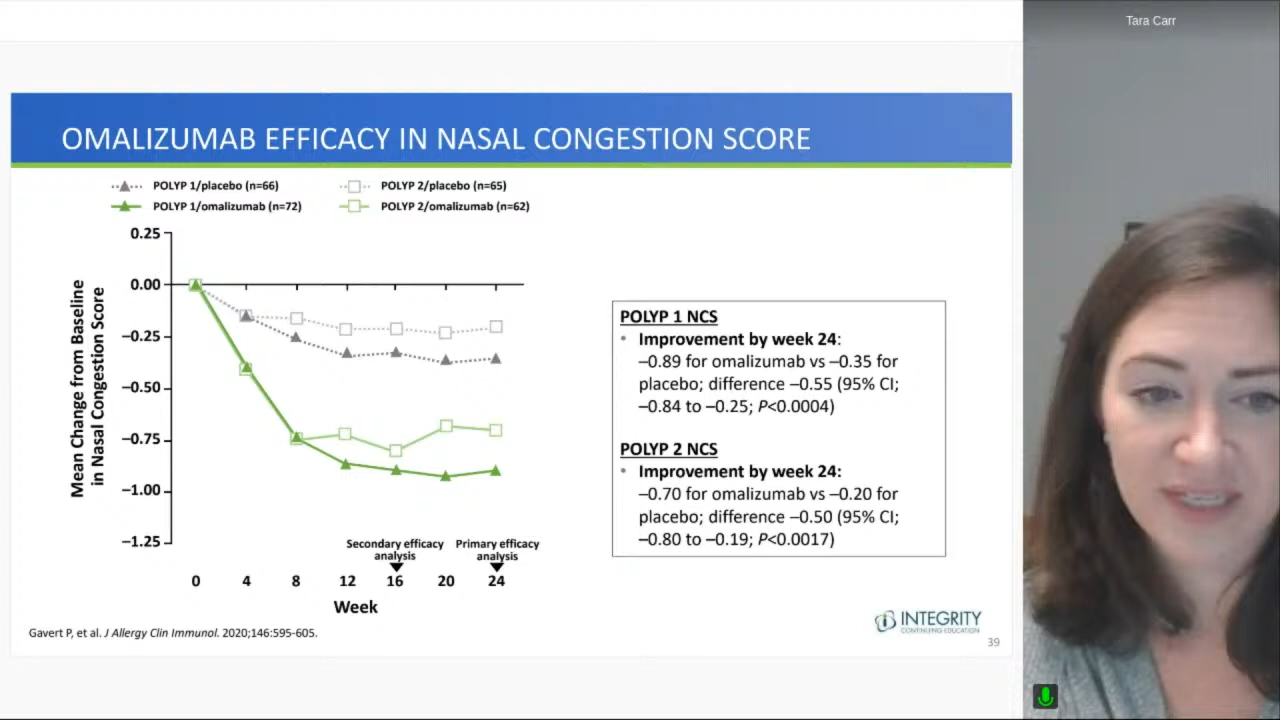 Tara Carr
OMALIZUMAB EFFICACY IN NASAL CONGESTION SCORE
POLYP 1/placebo (n=66)
POLYP 2/placebo (n=65)
POLYP 1/omalizumab (n=72)
POLYP 2/omalizumab (n=62)
0.25
0.00
−0.25
−0.50
−0.75
−1.00
−1.25
Mean Change from Baseline
in Nasal Congestion Score
Secondary efficacy
analysis
Primary efficacy
analysis
0 4 8 12 16 20 24
Week
POLYP 1 NCS
• Improvement by week 24:
–0.89 for omalizumab vs –0.35 for
placebo; difference –0.55 (95% CI;
–0.84 to –0.25; P<0.0004)
POLYP 2 NCS
• Improvement by week 24:
–0.70 for omalizumab vs –0.20 for
placebo; difference –0.50 (95% CI;
–0.80 to –0.19; P<0.0017)
Gavert P, et al. J Allergy Clin Immunol. 2020;146:595-605.
INTEGRITY
CONTINUING EDUCATION
39